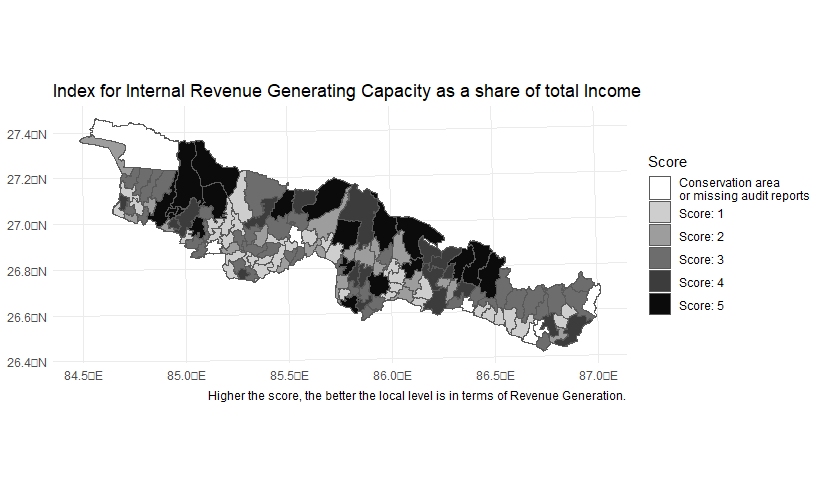 Index for Internal Revenue Generating Capacity as a share of total Income
27.4▯N
27.2▯N
27.0▯N
26.8▯N
26.6▯N
26.4▯N
84.5▯E
85.0▯E
85.5▯E
86.0▯E
86.5▯E
87.0▯E
Higher the score, the better the local level is in terms of Revenue Generation.
Score
Conservation area
or missing audit reports
Score: 1
Score: 2
Score: 3
Score: 4
Score: 5